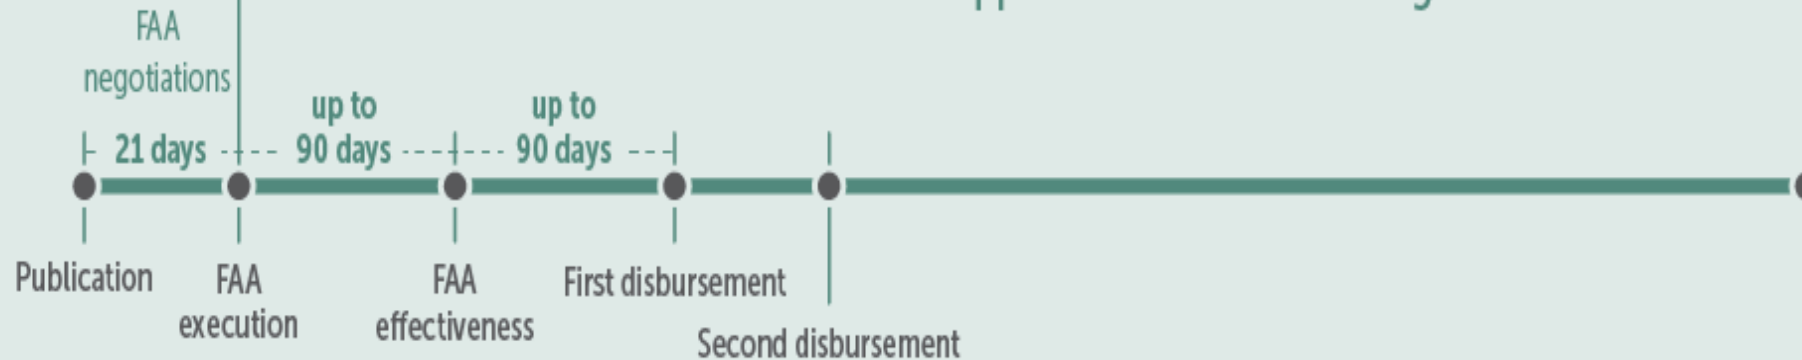 FAA
negotiations
up to
up to
21 days
90 days
90 days
Publication
FAA
execution
FAA
effectiveness
First disbursement
Second disbursement